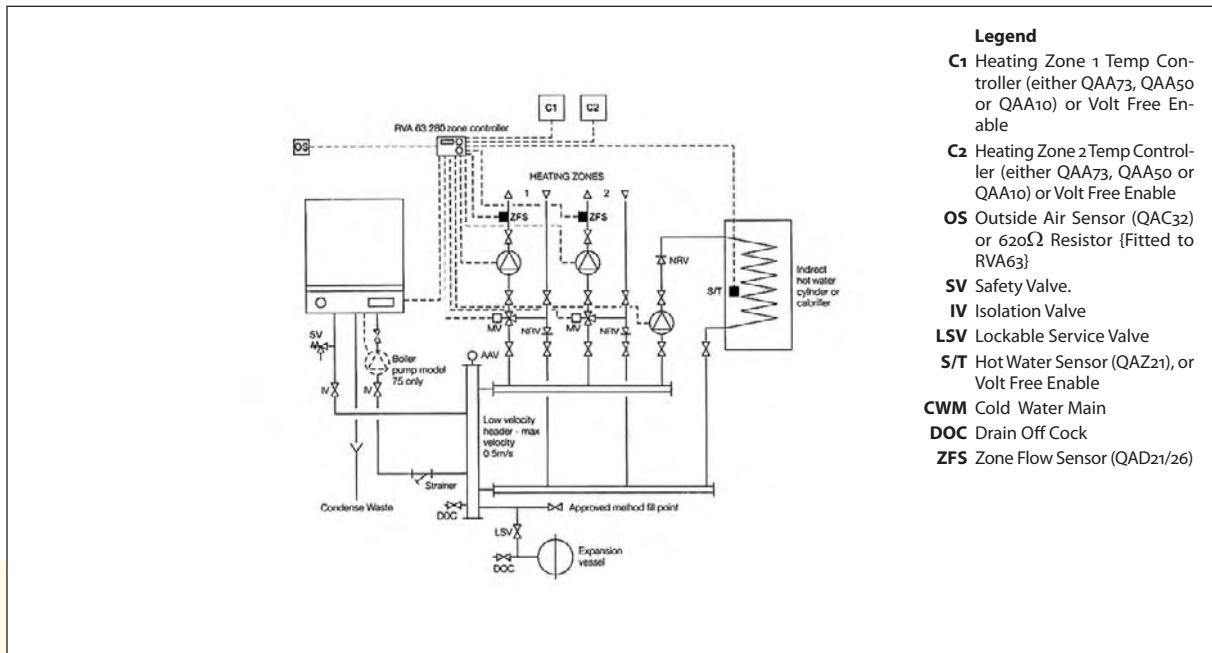 C1 C2
RVA 63.280 zone controller
OS
HEATING ZONES
1 2
ZFS ZFS
NRV
S/T
Indirect
hot water
cylinder or
cabrifer
MV NRV MV NRV
SV
Boiler
pump model
75 only
AAV
IV IV
Low velocity
header - max
velocity
0.5m/s
Strainer
Condense Waste
DOC
Approved method fill point
LSV
DOC
Expansion
vessel
Legend
C1 Heating Zone 1 Temp Con-
troller (either QAA73, QAA50
or QAA10) or Volt Free En-
able
C2 Heating Zone 2 Temp Control-
ler (either QAA73, QAA50 or
QAA10) or Volt Free Enable
OS Outside Air Sensor (QAC32)
or 620Ω Resistor {Fitted to
RVA63}
SV Safety Valve.
IV Isolation Valve
LSV Lockable Service Valve
S/T Hot Water Sensor (QAZ21), or
Volt Free Enable
CWM Cold Water Main
DOC Drain Off Cock
ZFS Zone Flow Sensor (QAD21/26)